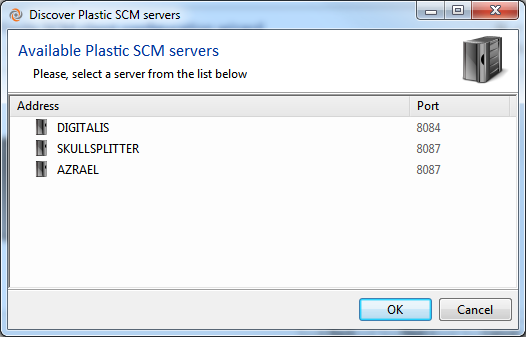 Discover Plastic SCM servers
Available Plastic SCM servers
Please, select a server from the list below
Address Port
DIGITALIS 8084
SKULLSPLITTER 8087
AZRAEL 8087
OK Cancel